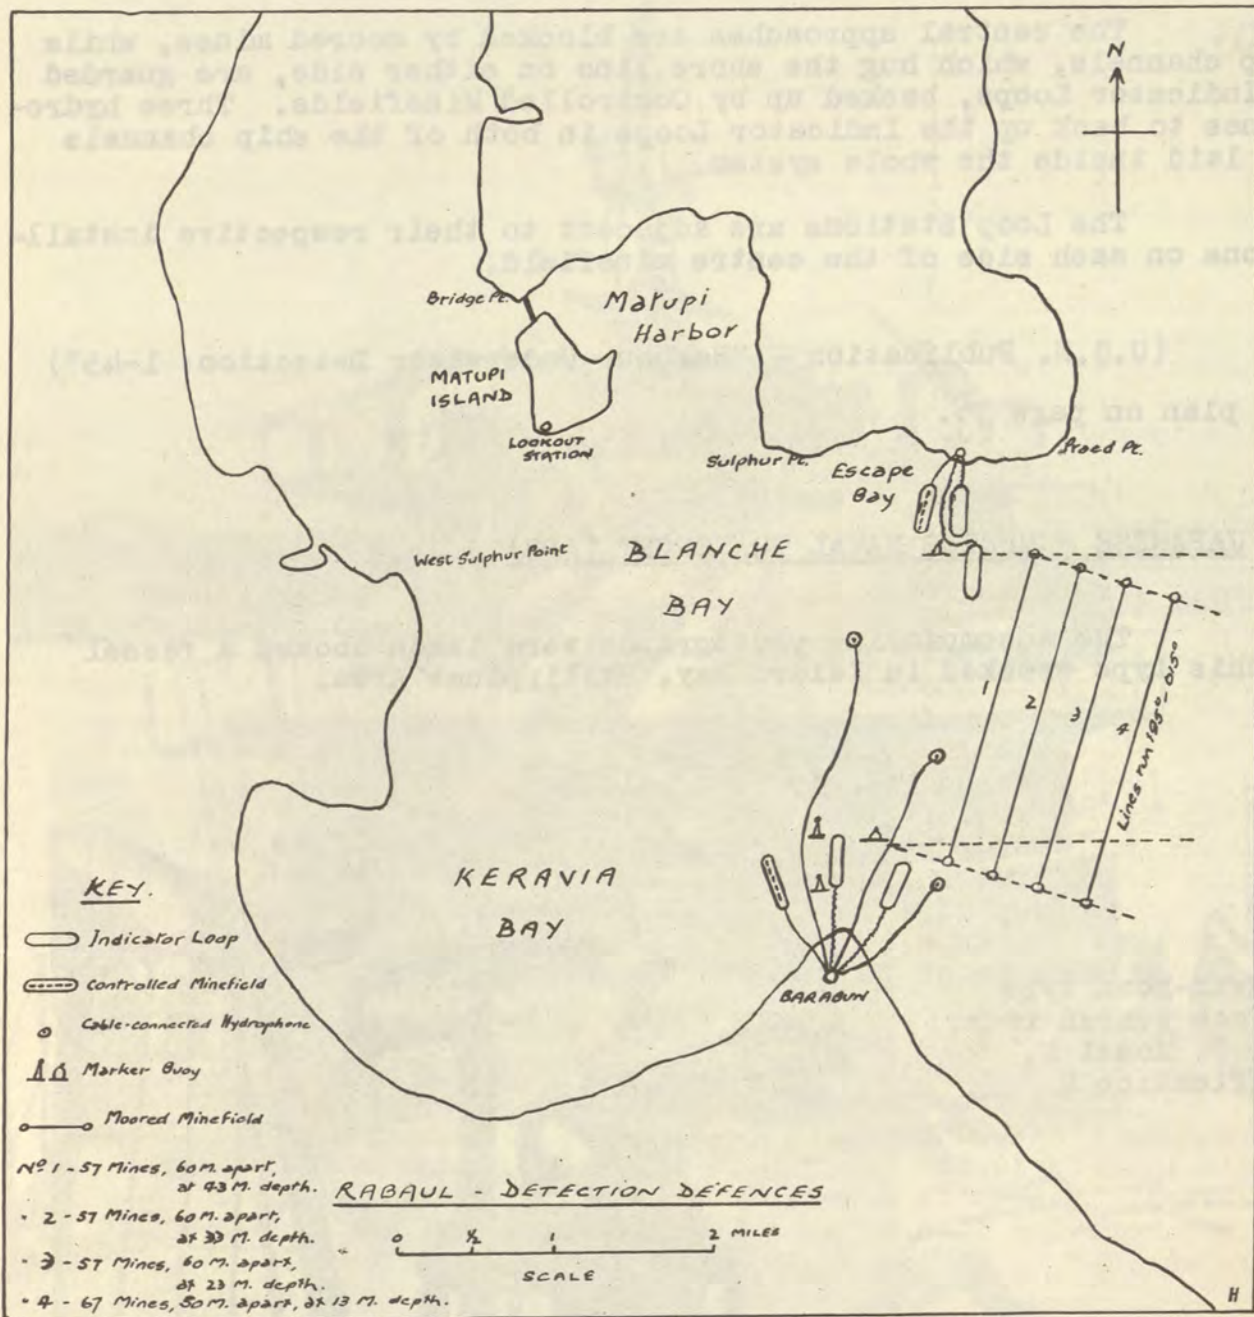 N
Bridge Pt.
Matupi
Harbor
MATUPI
ISLAND
LOOKOUT
STATION
Sulphur Pt.
Escape
Bay
Praed Pt.
West Sulphur Point
BLANCHE
BAY
1
2
3
4
Lines run 195°-015°
KERAVIA
BAY
BARABUN
KEY.
Indicator Loop
Controlled Minefield
Cable-connected Hydrophone
Marker Buoy
Moored Minefield
Nº 1 - 57 Mines, 60 M. apart,
at 43 M. depth.
" 2 - 57 Mines, 60 M. apart,
at 33 M. depth.
" 3 - 57 Mines, 60 M. apart,
at 23 M. depth.
" 4 - 67 Mines, 50 M. apart, at 13 M. depth.
RABAUL - DETECTION DEFENCES
0 ½ 1 2 MILES
SCALE
H